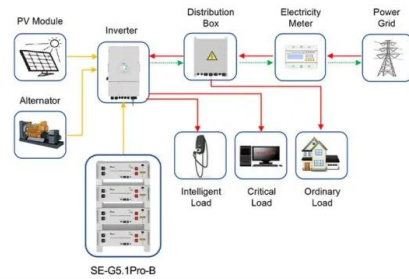 PV Module
Inverter
Distribution
Box
Electricity
Meter
Power
Grid
Alternator
Intelligent
Load
Critical
Load
Ordinary
Load
SE-G5.1Pro-B